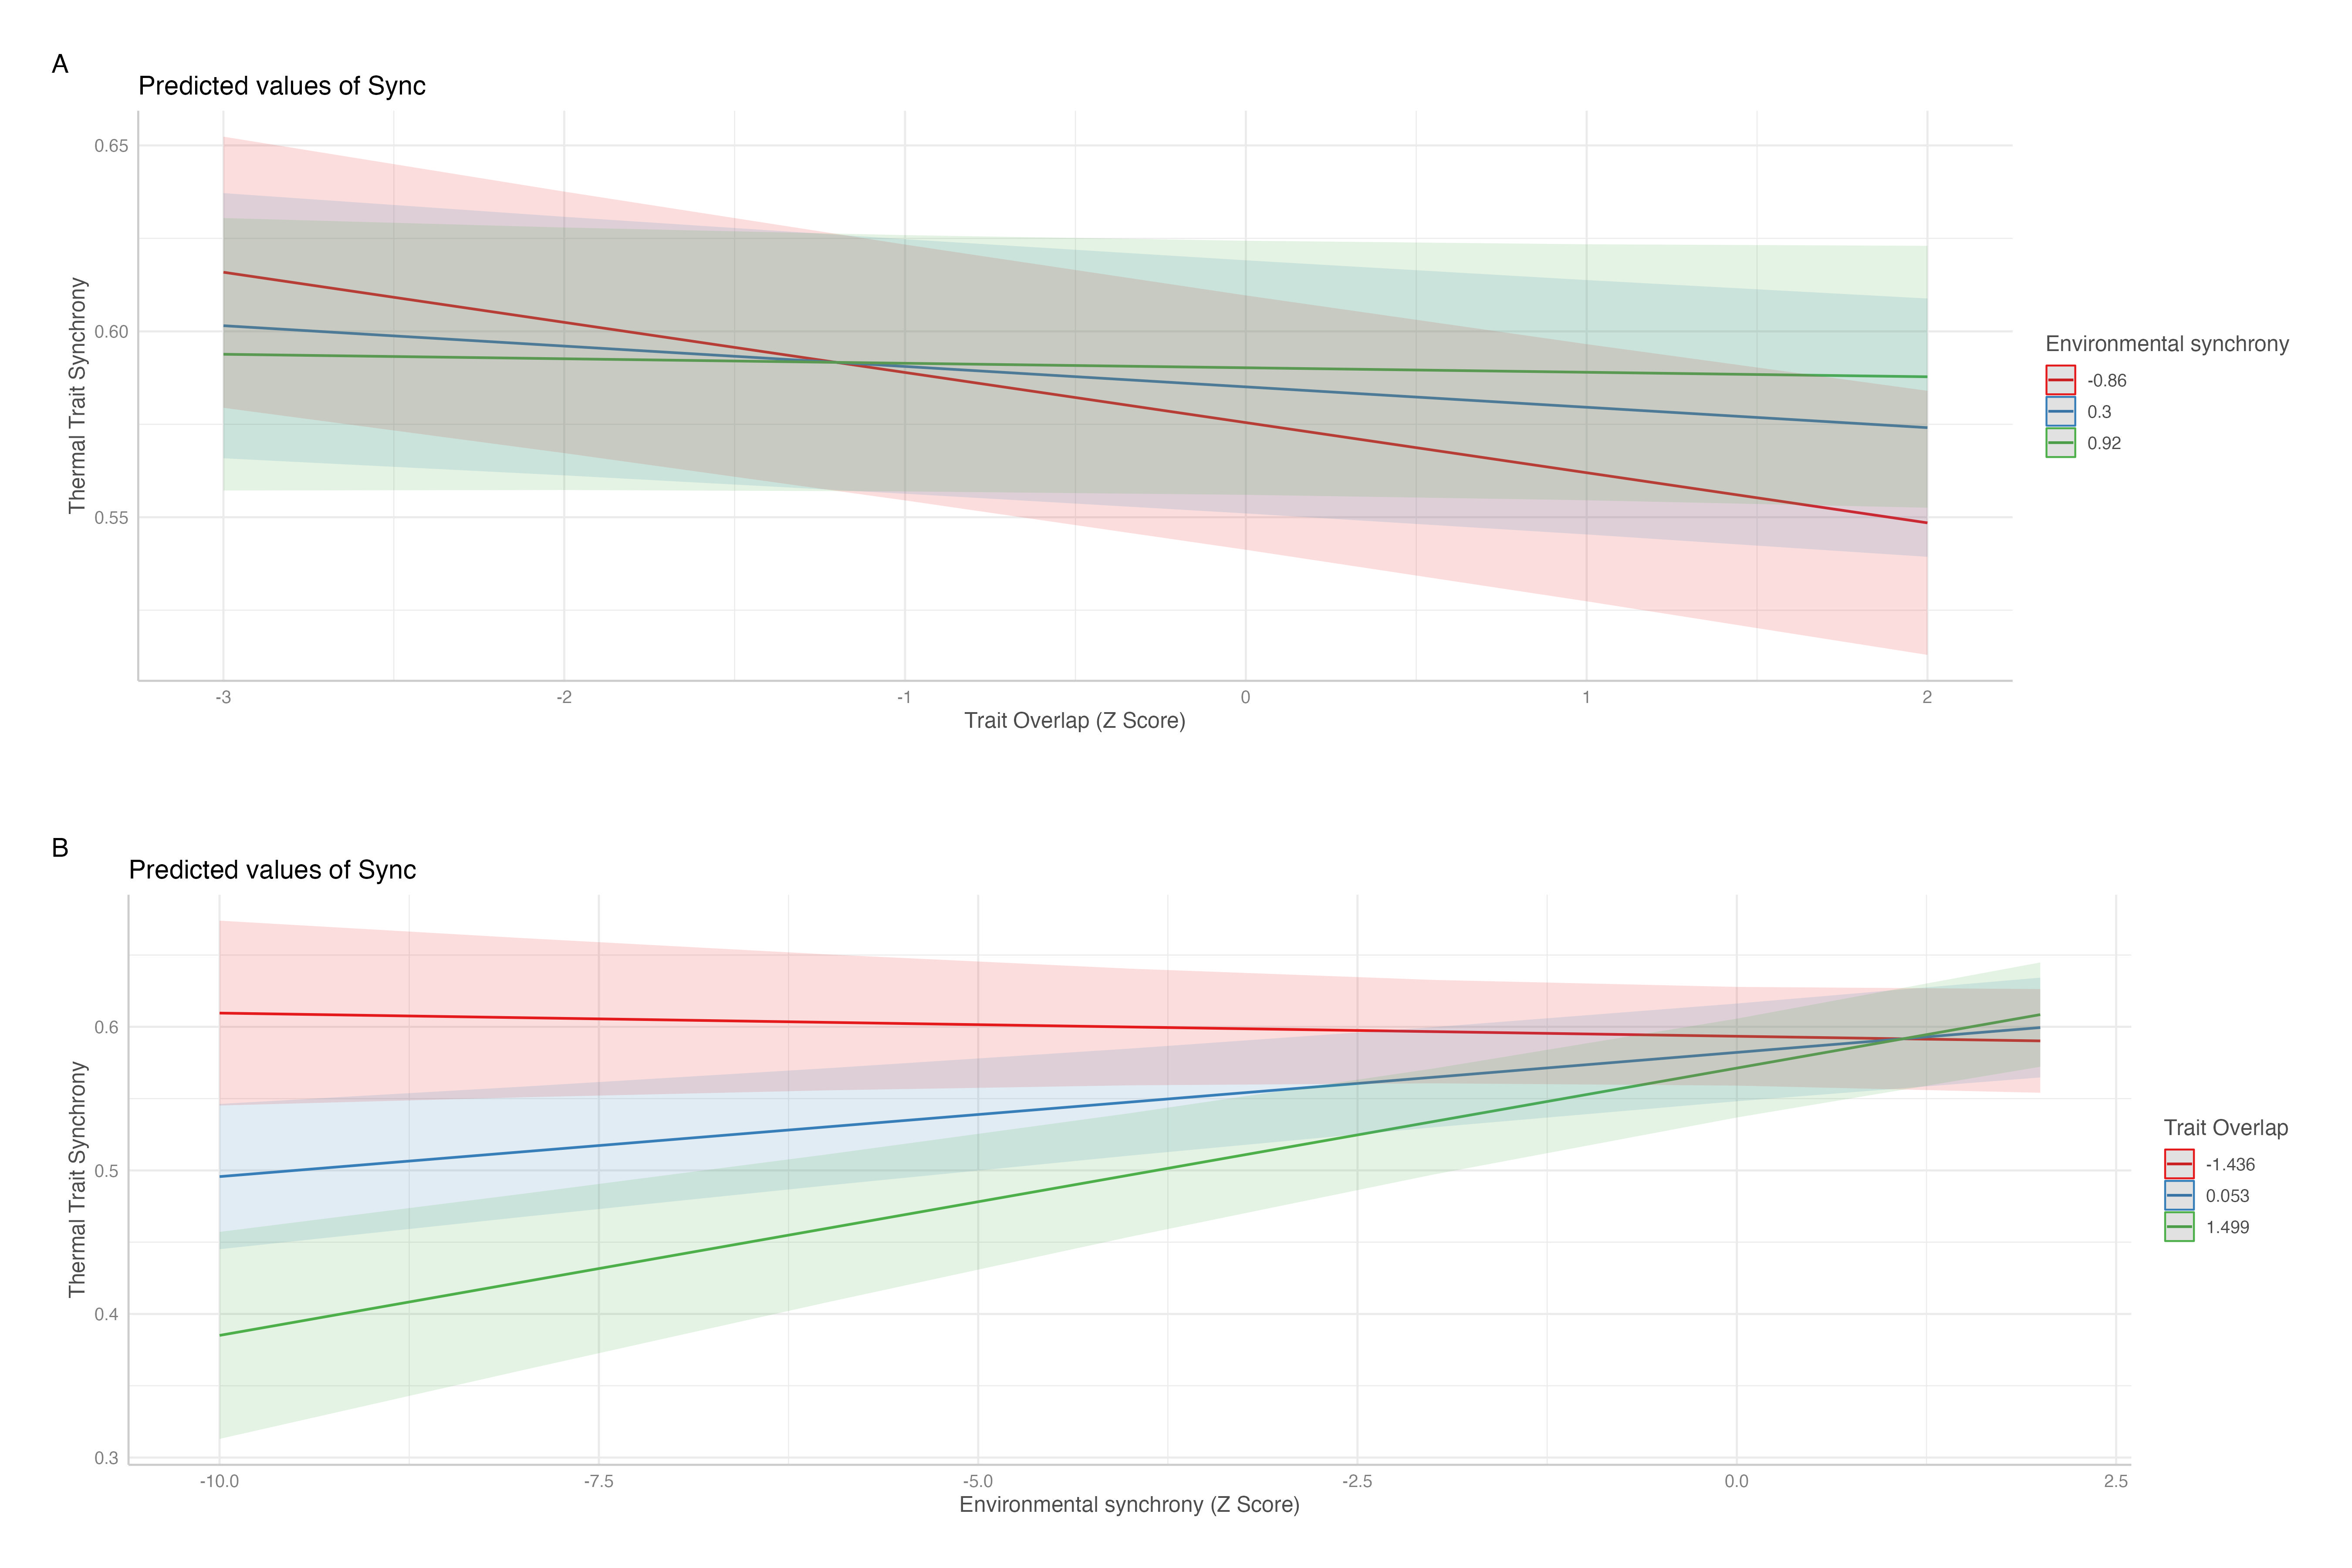 A
Predicted values of Sync
Thermal Trait Synchrony
0.65
0.60
0.55
-3 -2 -1 0 1 2
Trait Overlap (Z Score)
Environmental synchrony
-0.86
0.3
0.92
B
Predicted values of Sync
Thermal Trait Synchrony
0.6
0.5
0.4
0.3
-10.0 -7.5 -5.0 -2.5 0.0 2.5
Environmental synchrony (Z Score)
Trait Overlap
-1.436
0.053
1.499